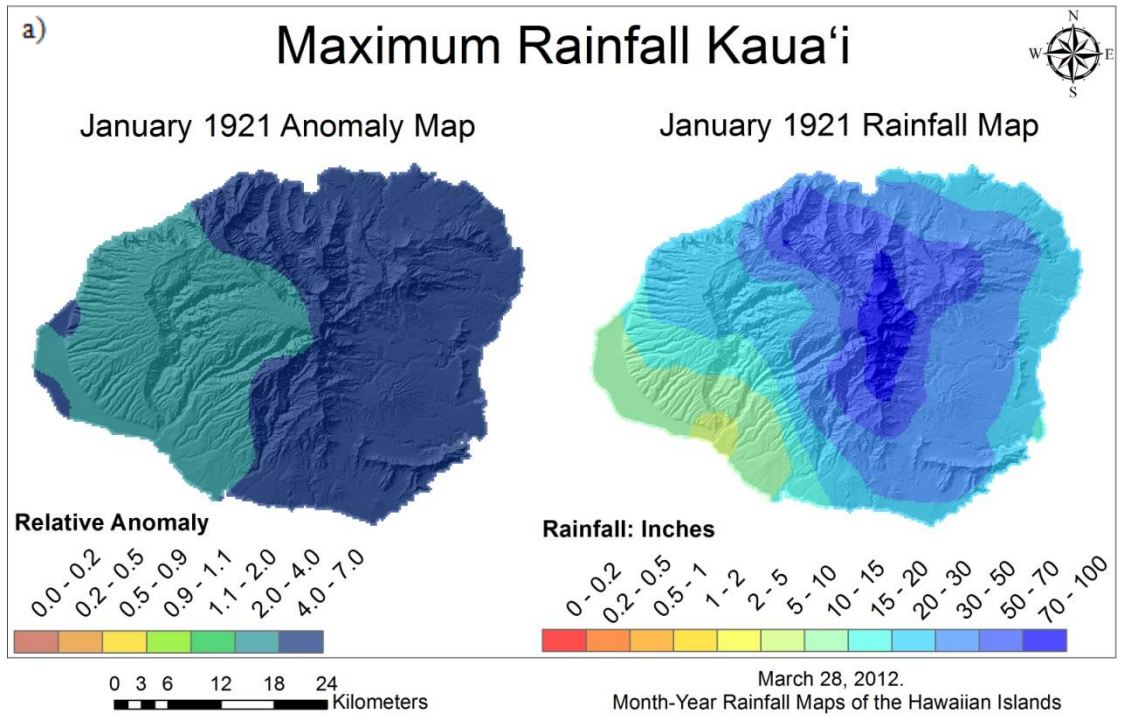 a)
Maximum Rainfall Kaua‘i
N
W E
S
January 1921 Anomaly Map
January 1921 Rainfall Map
Relative Anomaly
0.0 - 0.2
0.2 - 0.5
0.5 - 0.9
0.9 - 1.1
1.1 - 2.0
2.0 - 4.0
4.0 - 7.0
Rainfall: Inches
0 - 0.2
0.2 - 0.5
0.5 - 1
1 - 2
2 - 5
5 - 10
10 - 15
15 - 20
20 - 30
30 - 50
50 - 70
70 - 100
0 3 6 12 18 24
Kilometers
March 28, 2012.
Month-Year Rainfall Maps of the Hawaiian Islands